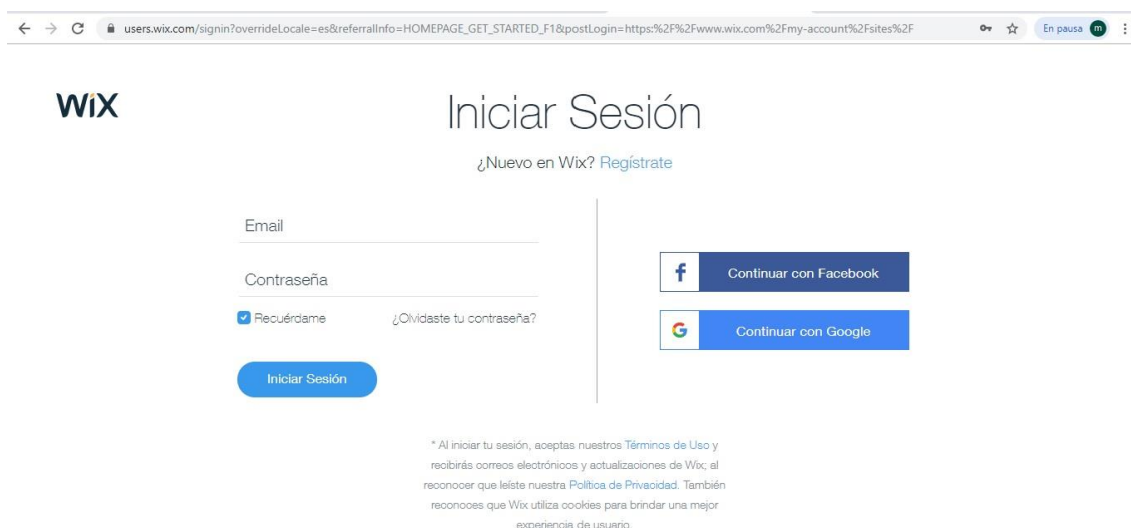 users.wix.com/signin?overrideLocale=es&referralInfo=HOMEPAGE_GET_STARTED_F1&postLogin=https:%2F%2Fwww.wix.com%2Fmy-account%2Fsites%2F
En pausa m
WiX
Iniciar Sesión
¿Nuevo en Wix? Regístrate
Email
Contraseña
Recuérdame ¿Olvidaste tu contraseña?
Iniciar Sesión
f Continuar con Facebook
G Continuar con Google
* Al iniciar tu sesión, aceptas nuestros Términos de Uso y
recibirás correos electrónicos y actualizaciones de Wix; al
reconocer que leíste nuestra Política de Privacidad. También
reconoces que Wix utiliza cookies para brindar una mejor
experiencia de usuario.